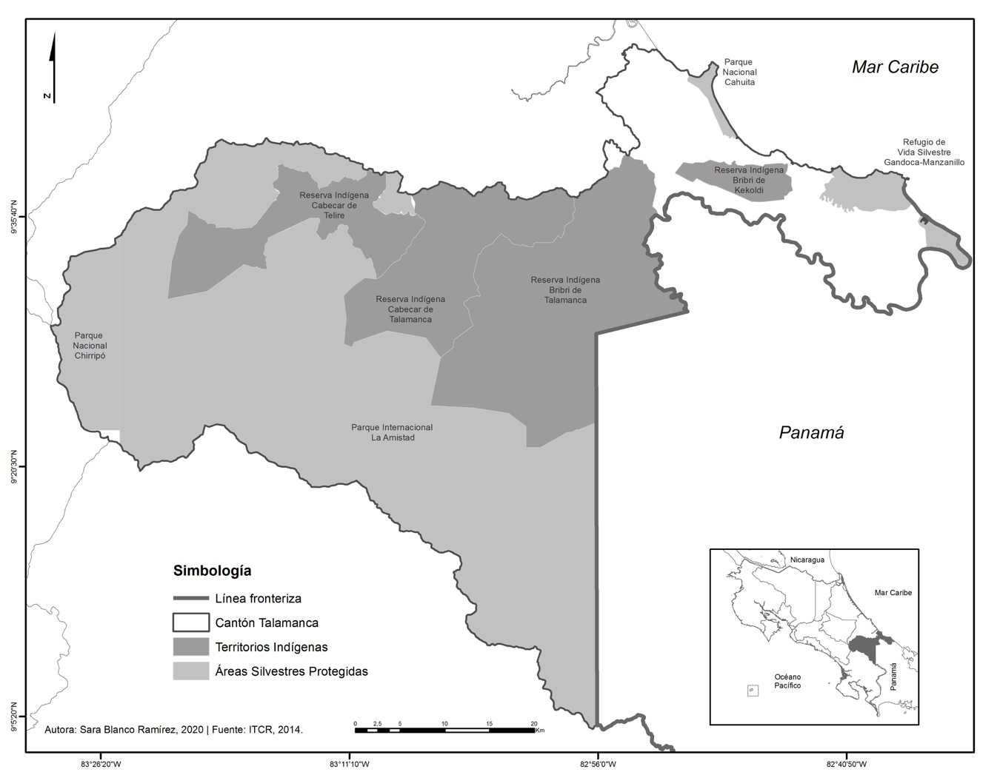 Mar Caribe
Parque
Nacional
Cahuita
Refugio de
Vida Silvestre
Gandoca-Manzanillo
Reserva Indígena
Bribri de
Kekoldi
Reserva Indígena
Cabecar de
Telire
Reserva Indígena
Bribri de
Talamanca
Reserva Indígena
Cabecar de
Talamanca
Parque
Nacional
Chirripó
Parque Internacional
La Amistad
Panamá
N
9°35'40"N
9°20'30"N
9°5'20"N
Simbología
Línea fronteriza
Cantón Talamanca
Territorios Indígenas
Áreas Silvestres Protegidas
Autora: Sara Blanco Ramírez, 2020 | Fuente: ITCR, 2014.
0 2,5 5 10 15 20
Km
Nicaragua
Mar Caribe
Océano
Pacífico
Panamá
83°26'20"W 83°11'10"W 82°56'0"W 82°40'50"W